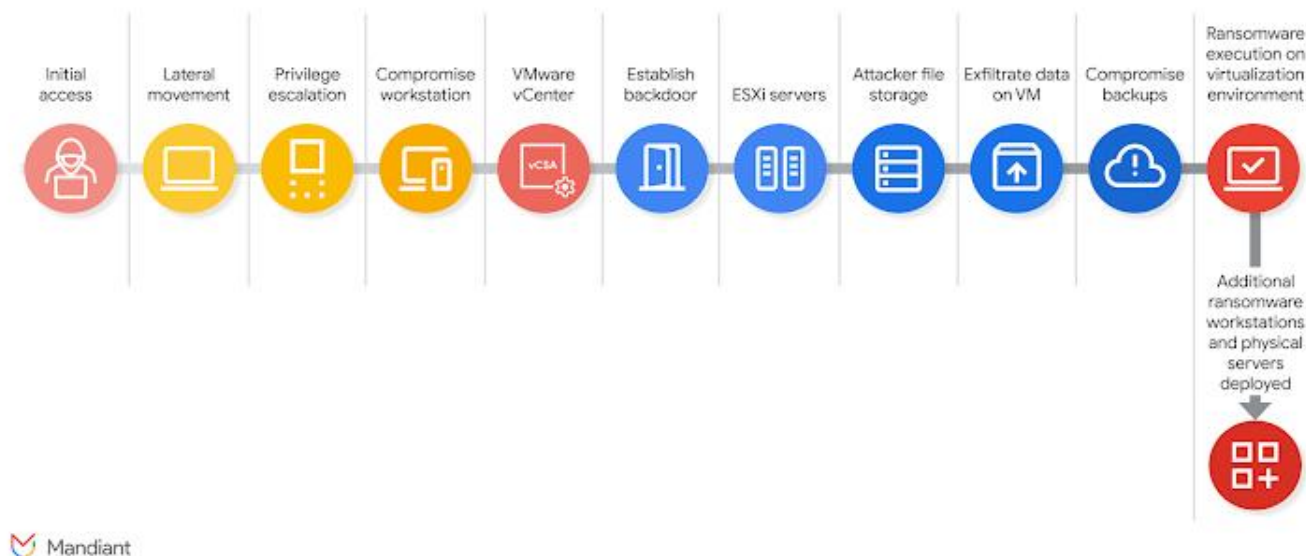 Initial
access
Lateral
movement
Privilege
escalation
Compromise
workstation
VMware
vCenter
Establish
backdoor
ESXi servers
Attacker file
storage
Exfiltrate data
on VM
Compromise
backups
Ransomware
execution on
virtualization
environment
vCSA
Additional
ransomware
workstations
and physical
servers
deployed
Mandiant